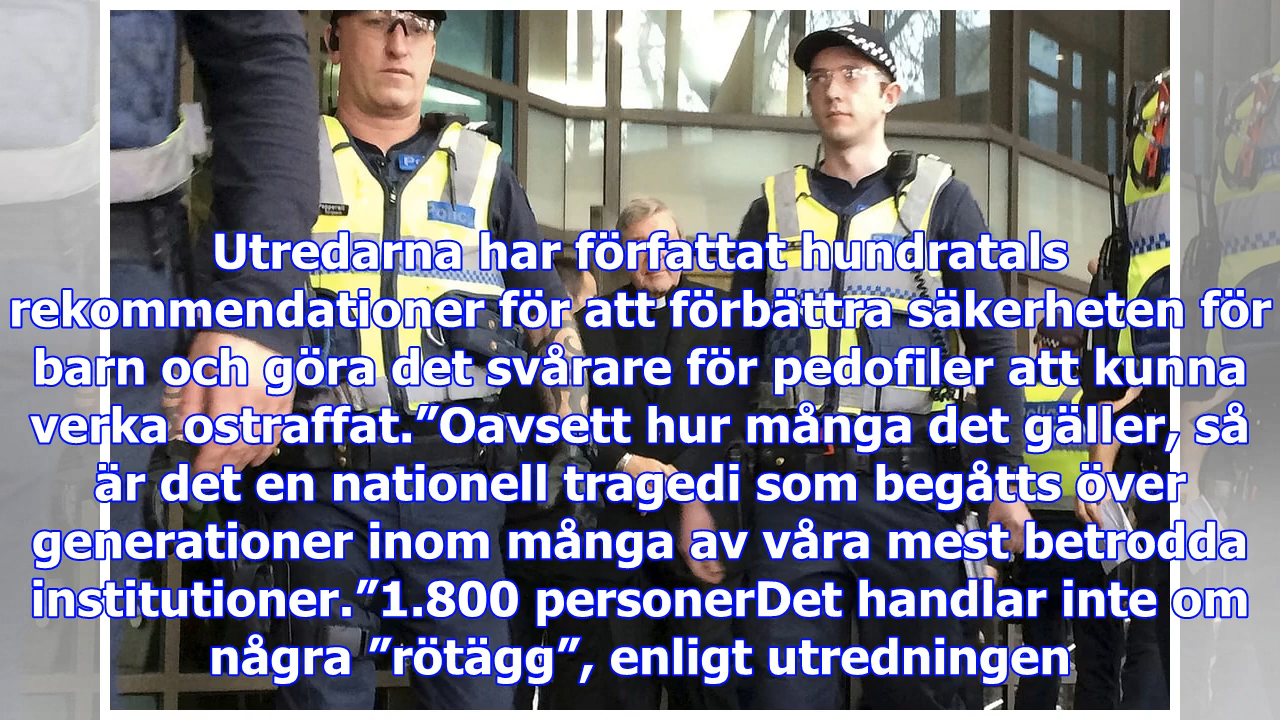 Police
Utredarna har författat hundratals
rekommendationer för att förbättra säkerheten för
barn och göra det svårare för pedofiler att kunna
verka ostraffat.”Oavsett hur många det gäller, så
är det en nationell tragedi som begåtts över
generationer inom många av våra mest betrodda
institutioner.”1.800 personerDet handlar inte om
några ”rötägg”, enligt utredningen